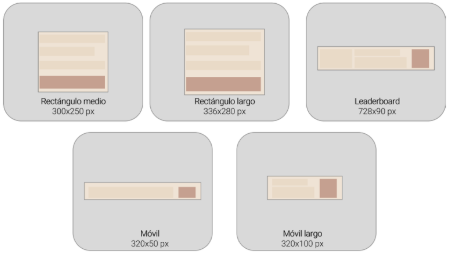 Rectángulo medio
300x250 px
Rectángulo largo
336x280 px
Leaderboard
728x90 px
Móvil
320x50 px
Móvil largo
320x100 px